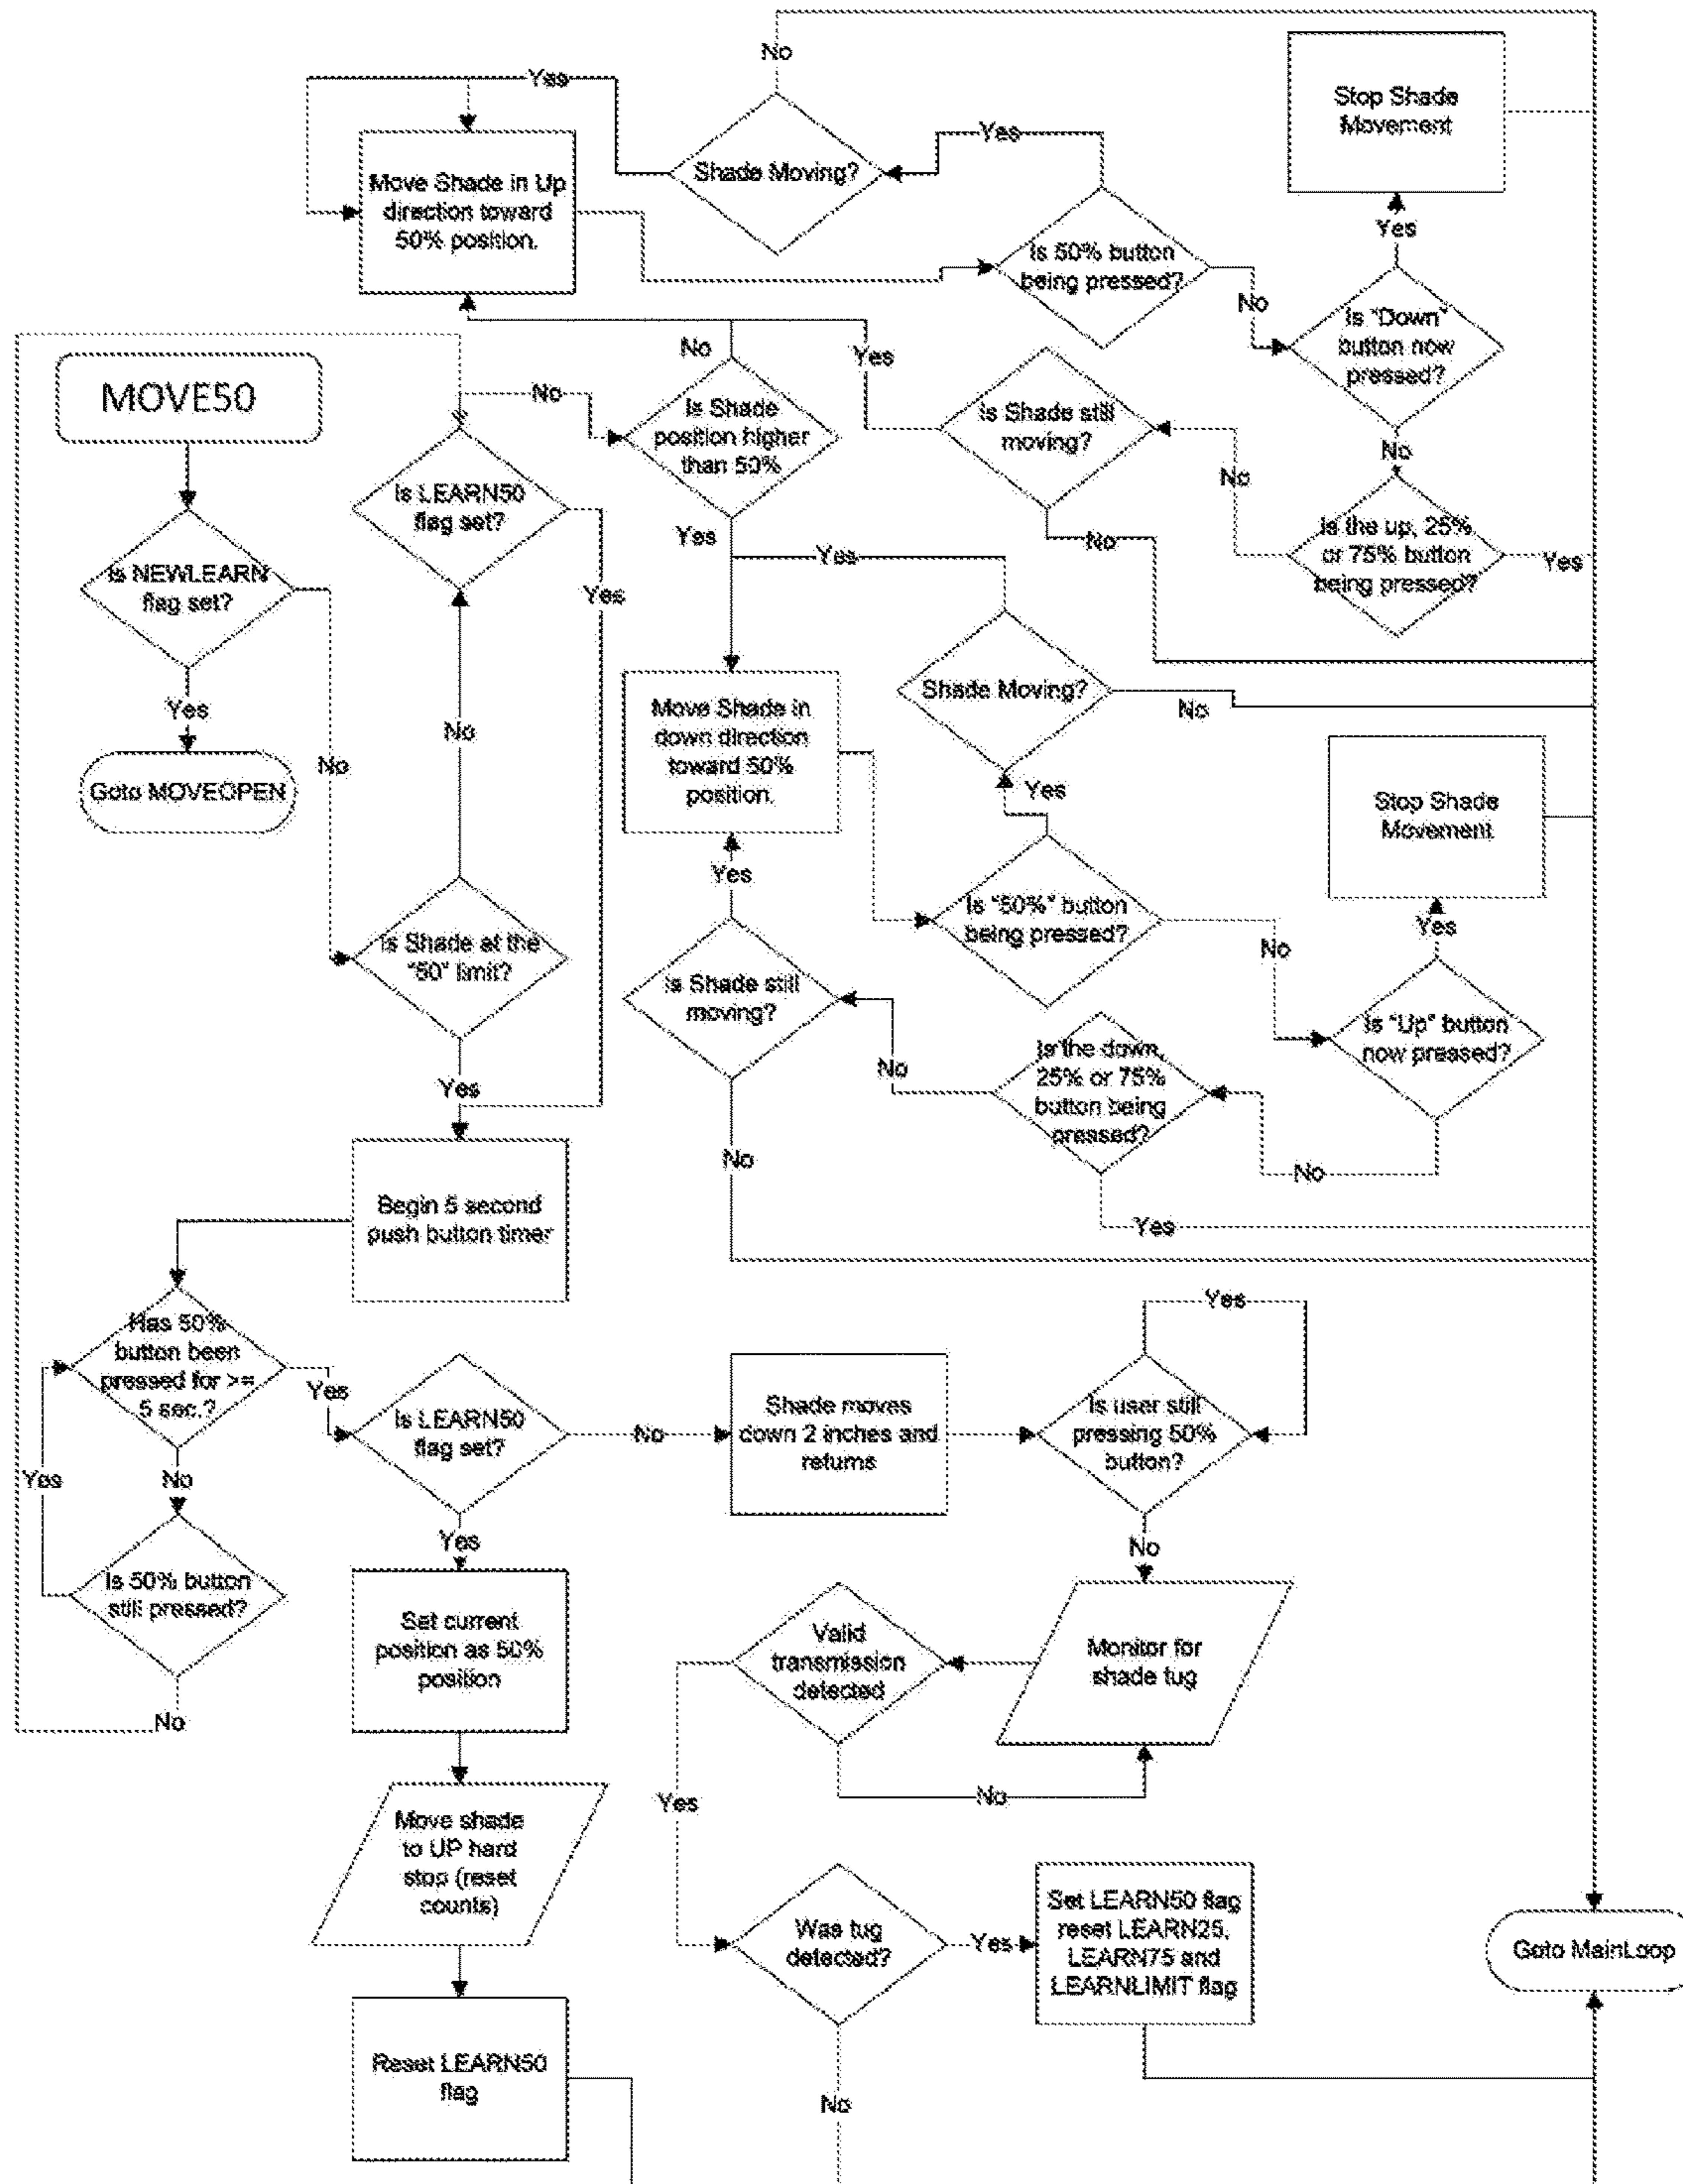 No
Yes
Stop Shade
Movement
Shade Moving?
Yes
Move Shade in Up
direction toward
50% position.
Yes
Is 50% button
being pressed?
No
Is "Down"
button now
pressed?
No
Yes
MOVE50
No
Is Shade
position higher
than 50%
Is Shade still
moving?
No
No
Is LEARN50
flag set?
Yes
Yes
No
Is the up, 25%
or 75% button
being pressed?
Yes
Is NEWLEARN
flag set?
Yes
Yes
Shade Moving?
No
Move Shade in
down direction
toward 50%
position.
No
No
Goto MOVEOPEN
Yes
Stop Shade
Movement
Yes
Is "50%" button
being pressed?
Yes
No
Is Shade at the
"50" limit?
Is Shade still
moving?
Is "Up" button
now pressed?
Is the down,
25% or 75%
button being
pressed?
No
Yes
No
No
Yes
Begin 5 second
push button timer
Yes
Has 50%
button been
pressed for >=
5 sec.?
Yes
Is LEARN50
flag set?
No
Shade moves
down 2 inches and
returns
Is user still
pressing 50%
button?
Yes
No
Yes
No
Is 50% button
still pressed?
Set current
position as 50%
position
Valid
transmission
detected
Monitor for
shade tug
No
No
Yes
Move shade
to UP hard
stop (reset
counts)
Was tug
detected?
Yes
Set LEARN50 flag
reset LEARN25,
LEARN75 and
LEARNLIMIT flag
Goto MainLoop
Reset LEARN50
flag
No